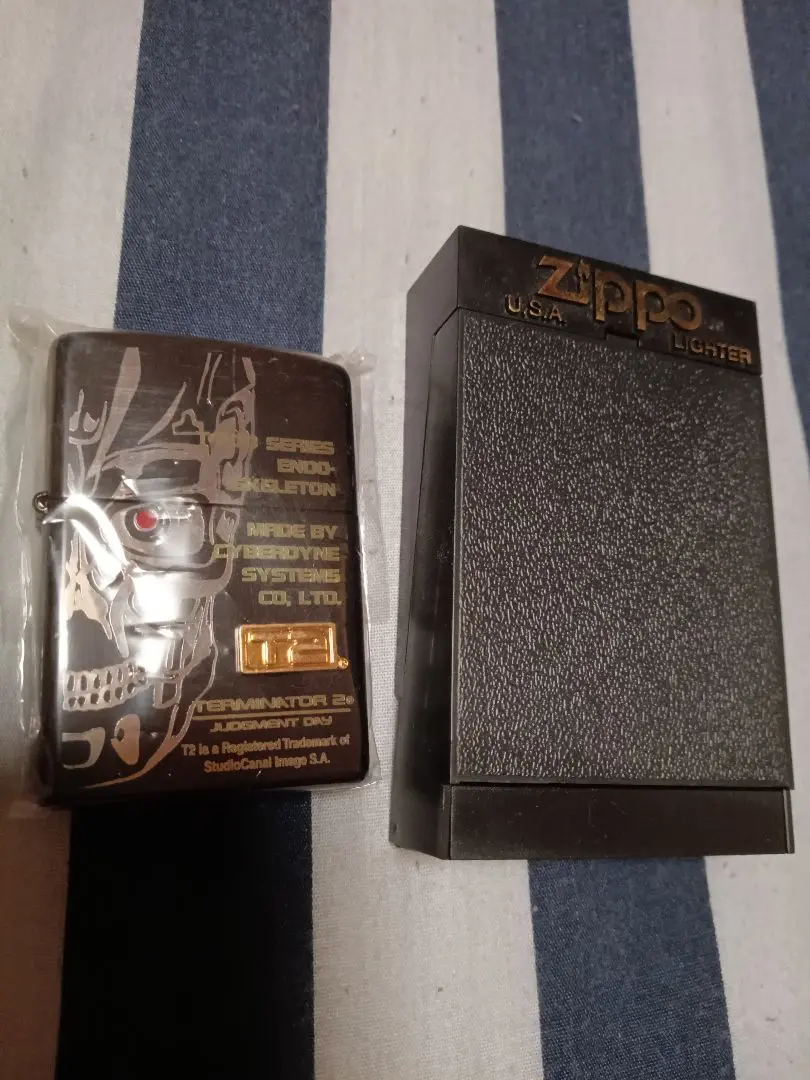 SERIES
ENDO-
SKELETON
MADE BY
CYBERDYNE
SYSTEMS
CO, LTD.
T2
TERMINATOR 2®
JUDGMENT DAY
T2 is a Registered Trademark of
StudioCanal Image S.A.
Zippo
U.S.A.
LIGHTER